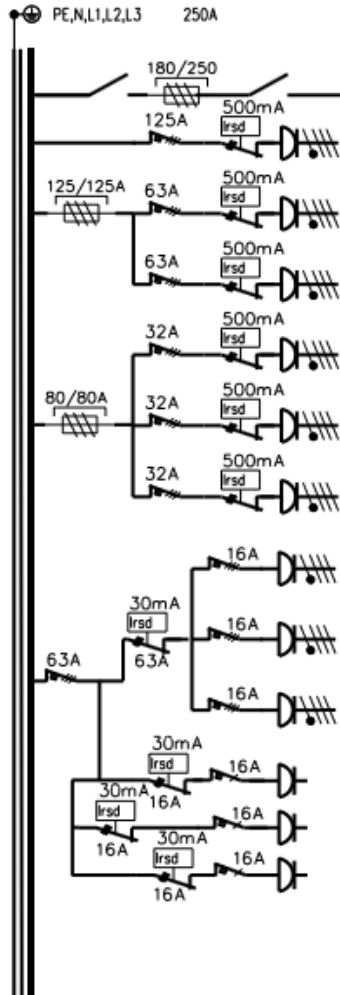 PE,N,L1,L2,L3 250A
180/250
500mA
125A
Irsd
125/125A
500mA
63A
Irsd
500mA
63A
Irsd
500mA
32A
Irsd
80/80A
500mA
32A
Irsd
500mA
32A
Irsd
16A
30mA
Irsd
16A
63A
63A
16A
30mA
Irsd
16A
16A
30mA
Irsd
16A
16A
30mA
Irsd
16A
16A